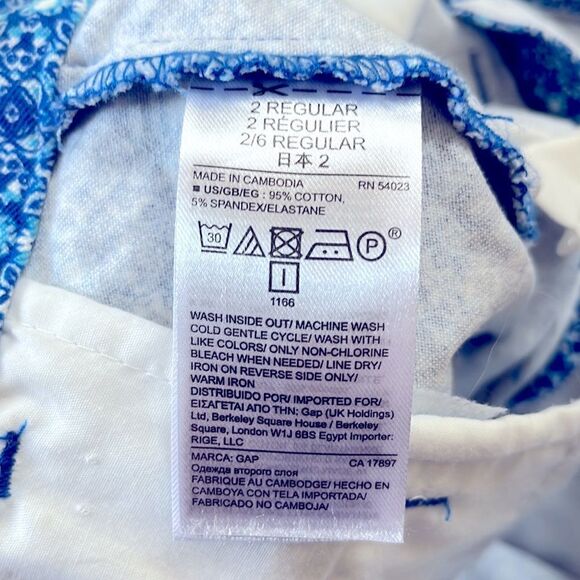 2 REGULAR
2 RÉGULIER
2/6 REGULAR
日本 2
MADE IN CAMBODIA RN 54023
■ US/GB/EG: 95% COTTON,
5% SPANDEX/ELASTANE
30 P ®
1166
WASH INSIDE OUT/ MACHINE WASH
COLD GENTLE CYCLE/ WASH WITH
LIKE COLORS/ ONLY NON-CHLORINE
BLEACH WHEN NEEDED/ LINE DRY/
IRON ON REVERSE SIDE ONLY/
WARM IRON
DISTRIBUIDO POR/ IMPORTED FOR/
ΕΙΣΑΓΕΤΑΙ ΑΠΟ ΤΗΝ: Gap (UK Holdings)
Ltd, Berkeley Square House / Berkeley
Square, London W1J 6BS Egypt Importer:
RIGE, LLC
MARCA: GAP CA 17897
Одежда второго слоя
FABRIQUE AU CAMBODGE/ HECHO EN
CAMBOYA CON TELA IMPORTADA/
FABRICADO NO CAMBOJA/